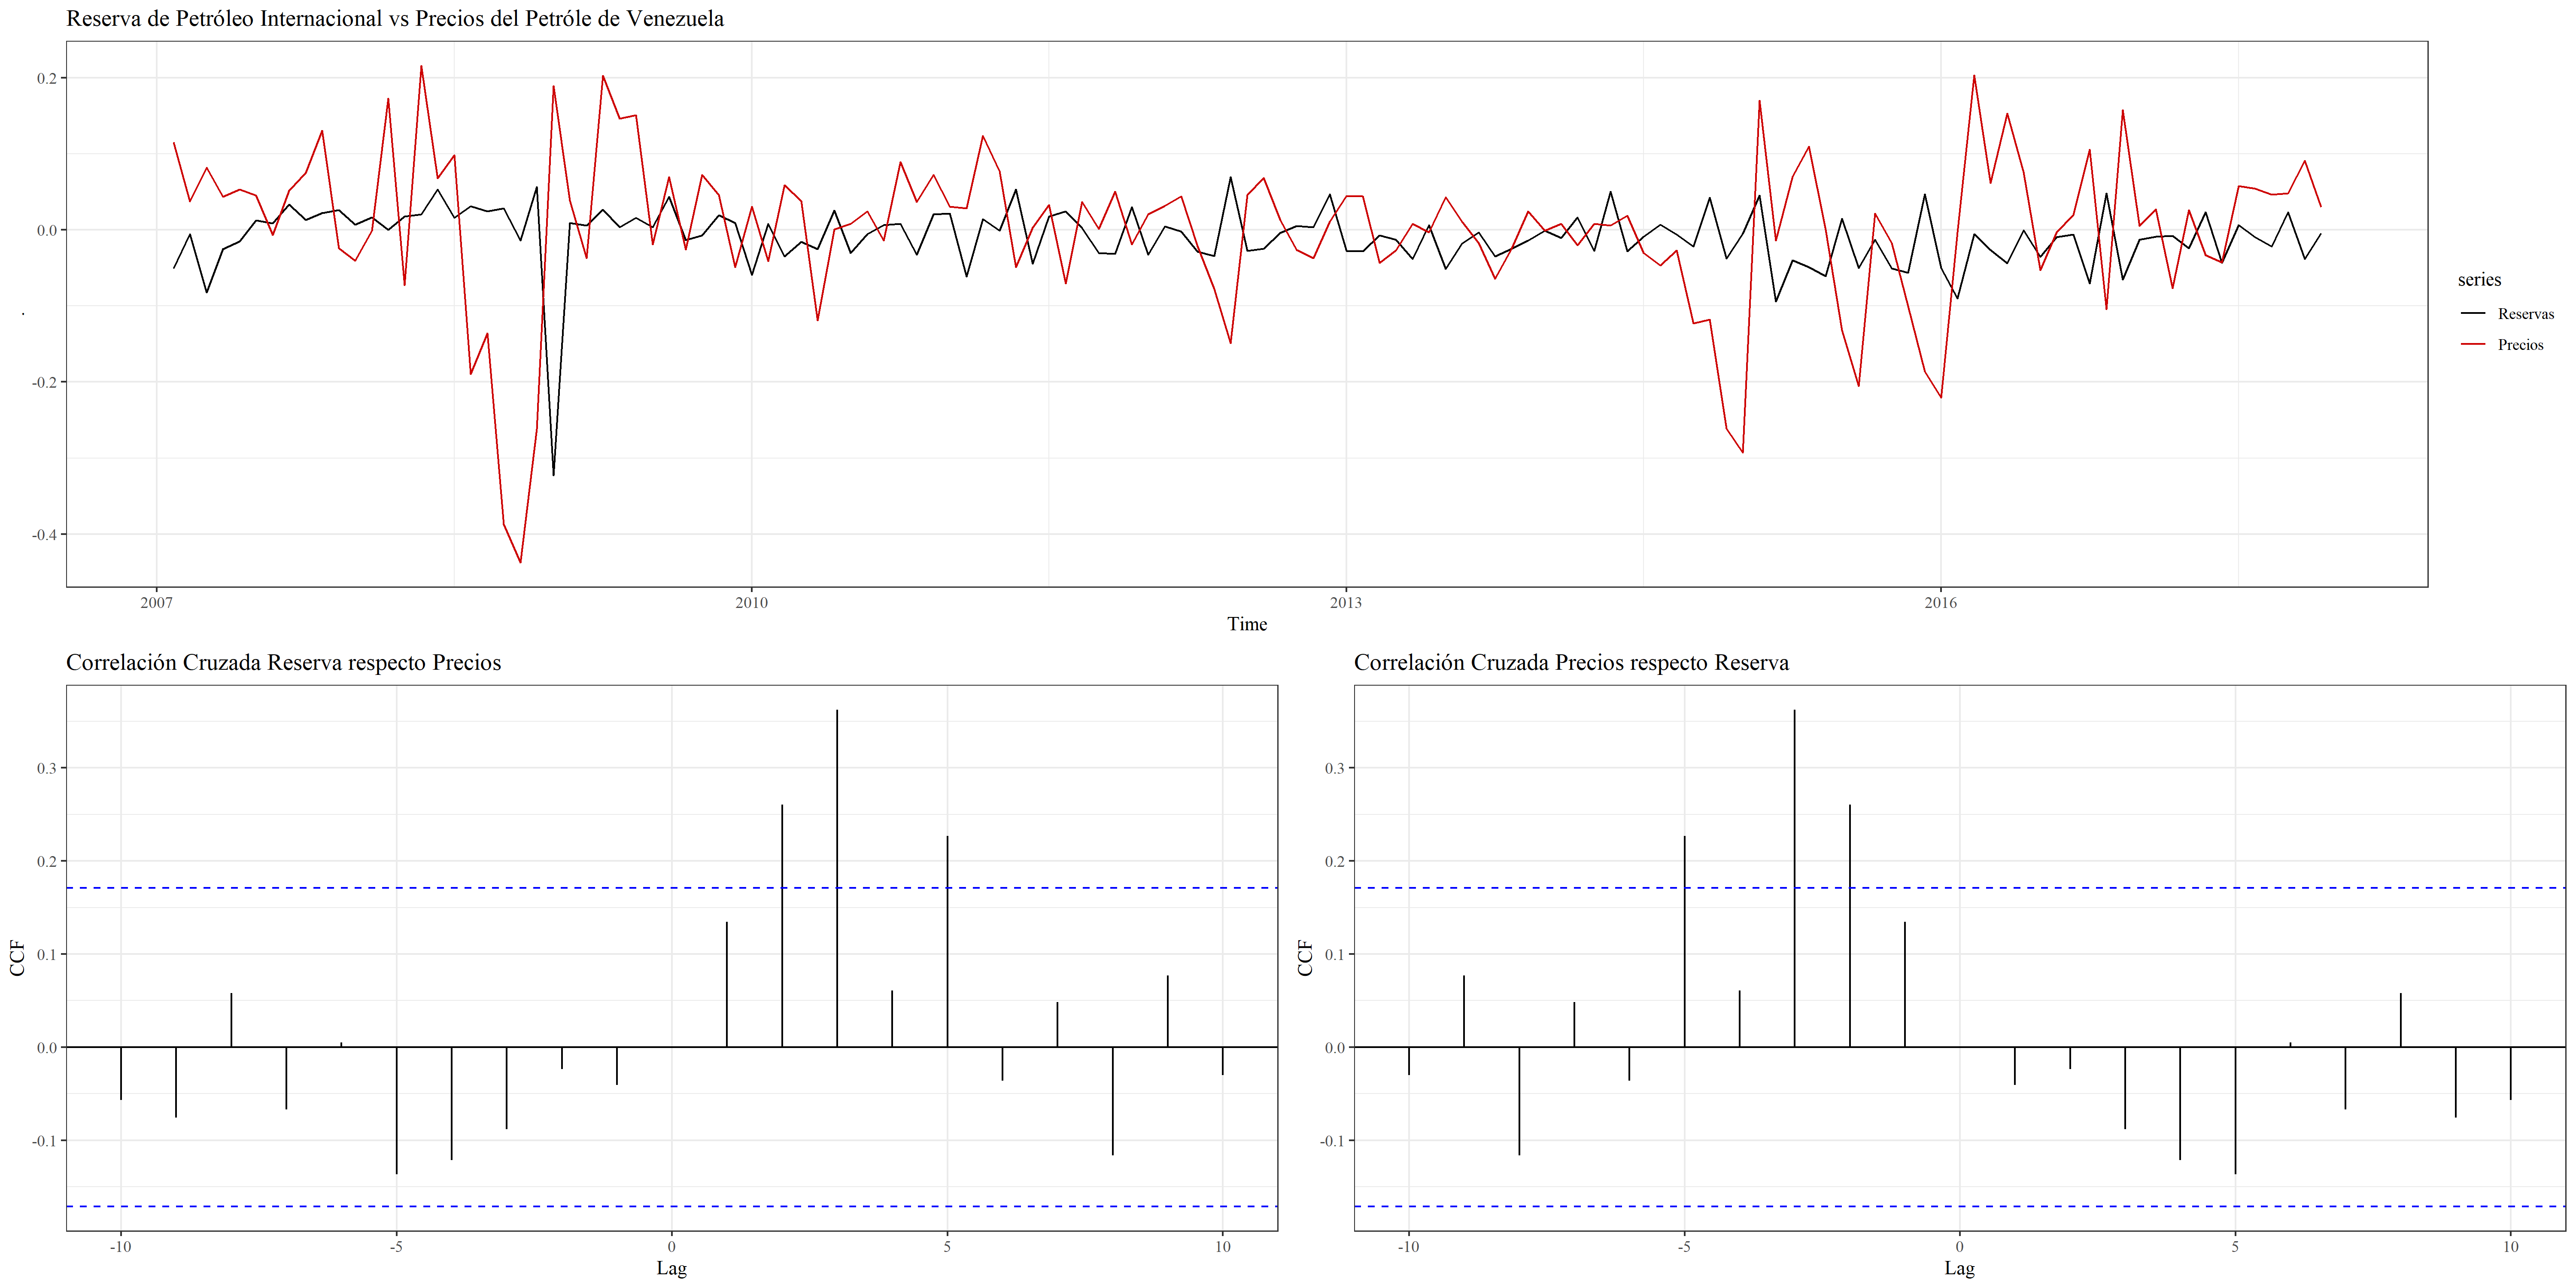 Reserva de Petróleo Internacional vs Precios del Petróle de Venezuela
0.2
0.0
-0.2
-0.4
.
2007 2010 2013 2016
Time
series
Reservas
Precios
Correlación Cruzada Reserva respecto Precios
0.3
0.2
0.1
0.0
-0.1
CCF
-10 -5 0 5 10
Lag
Correlación Cruzada Precios respecto Reserva
0.3
0.2
0.1
0.0
-0.1
CCF
-10 -5 0 5 10
Lag